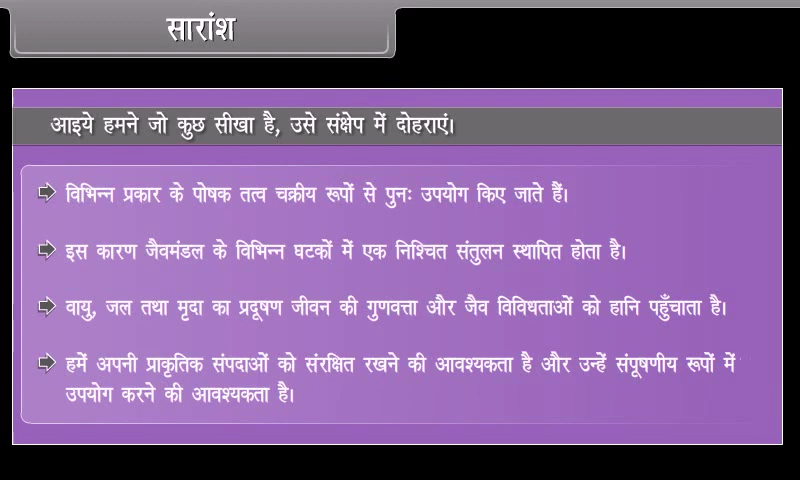 सारांश
आइये हमने जो कुछ सीखा है, उसे संक्षेप में दोहराएं।
विभिन्न प्रकार के पोषक तत्व चक्रीय रूपों से पुनः उपयोग किए जाते हैं।
इस कारण जैवमंडल के विभिन्न घटकों में एक निश्चित संतुलन स्थापित होता है।
वायु, जल तथा मृदा का प्रदूषण जीवन की गुणवत्ता और जैव विविधताओं को हानि पहुँचाता है।
हमें अपनी प्राकृतिक संपदाओं को संरक्षित रखने की आवश्यकता है और उन्हें संपूषणीय रूपों में
उपयोग करने की आवश्यकता है।